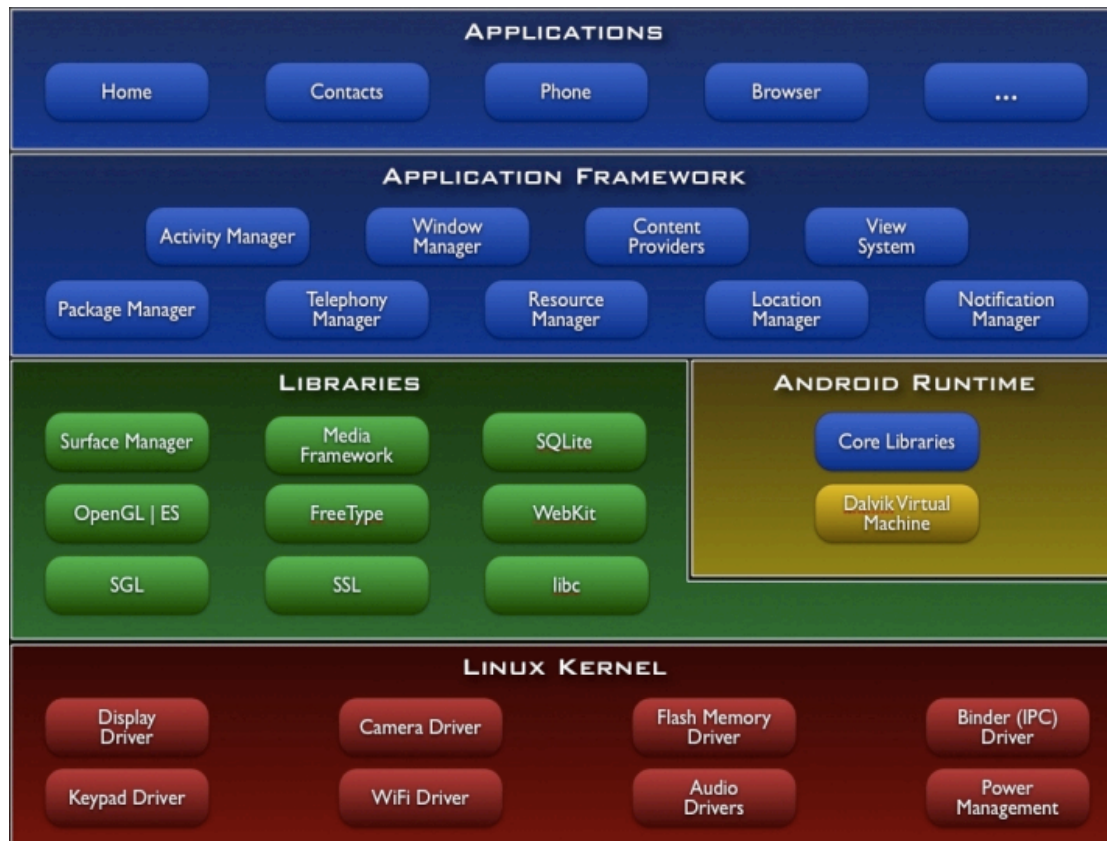 APPLICATIONS
Home
Contacts
Phone
Browser
...
APPLICATION FRAMEWORK
Activity Manager
Window
Manager
Content
Providers
View
System
Package Manager
Telephony
Manager
Resource
Manager
Location
Manager
Notification
Manager
LIBRARIES
Surface Manager
Media
Framework
SQLite
OpenGL | ES
FreeType
WebKit
SGL
SSL
libc
ANDROID RUNTIME
Core Libraries
Dalvik Virtual
Machine
LINUX KERNEL
Display
Driver
Camera Driver
Flash Memory
Driver
Binder (IPC)
Driver
Keypad Driver
WiFi Driver
Audio
Drivers
Power
Management